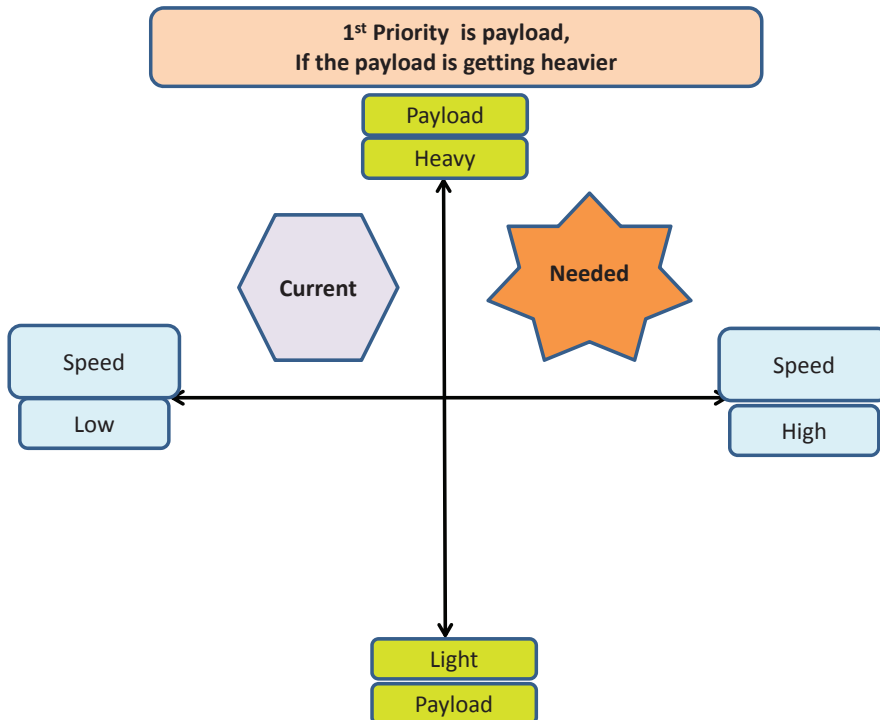 1st Priority is payload,
If the payload is getting heavier
Payload
Heavy
Current
Needed
Speed
Low
Speed
High
Light
Payload